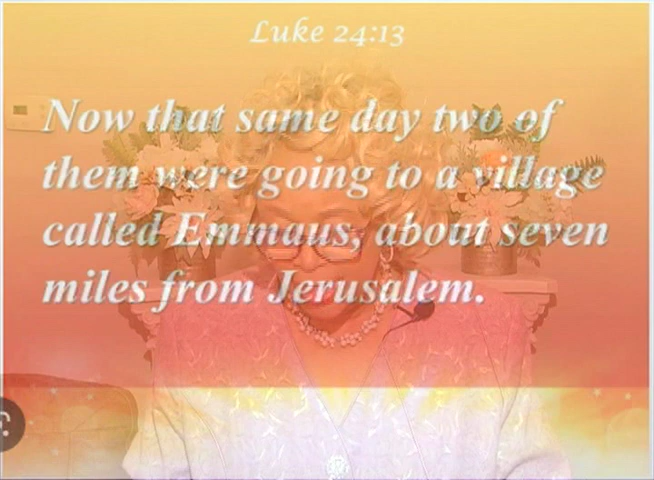 Luke 24:13
Now that same day two of
them were going to a village
called Emmaus, about seven
miles from Jerusalem.